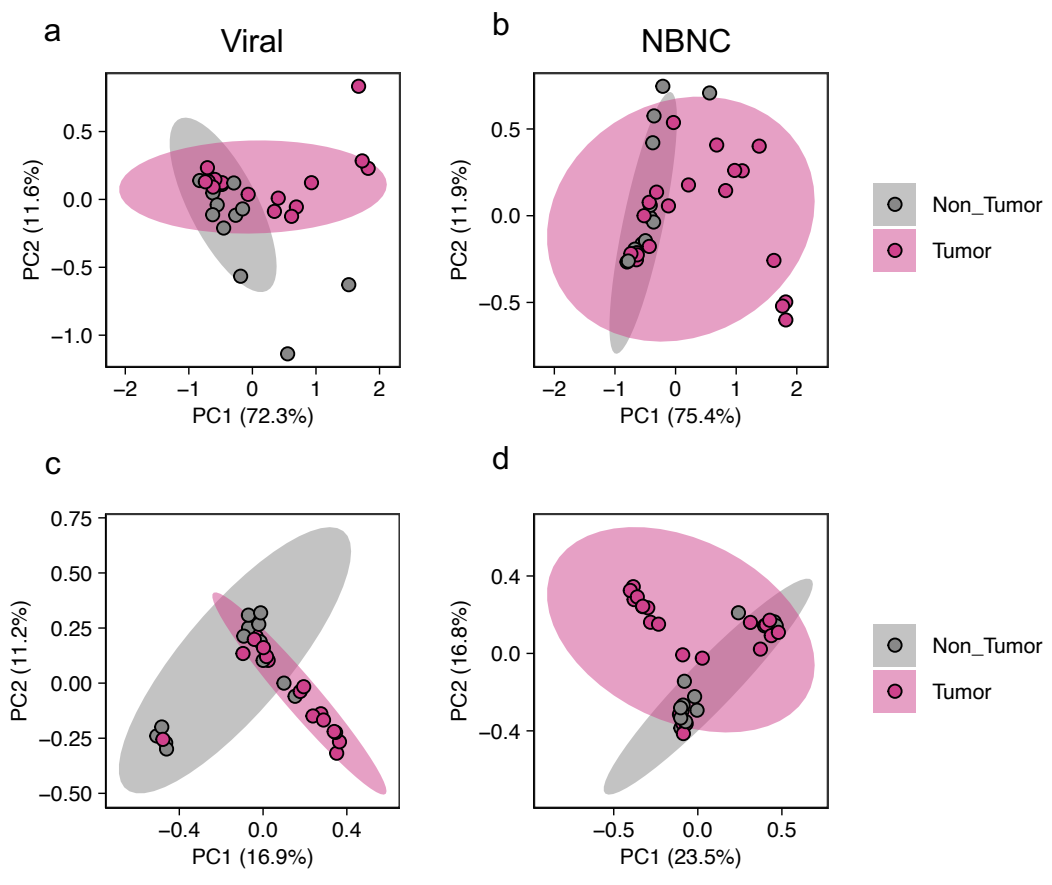 a
Viral
b
NBNC
0.5
0.0
−0.5
−1.0
PC2 (11.6%)
−2
−1
0
1
2
PC1 (72.3%)
0.5
0.0
−0.5
PC2 (11.9%)
−2
−1
0
1
2
PC1 (75.4%)
Non_Tumor
Tumor
c
d
0.75
0.50
0.25
0.00
−0.25
−0.50
PC2 (11.2%)
−0.4
0.0
0.4
PC1 (16.9%)
0.4
0.0
−0.4
PC2 (16.8%)
−0.5
0.0
0.5
PC1 (23.5%)
Non_Tumor
Tumor